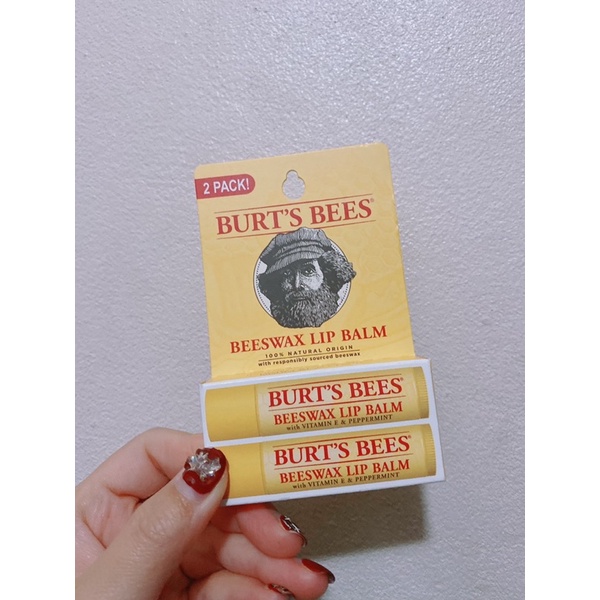 2 PACK!
BURT'S BEES®
BEESWAX LIP BALM
100% NATURAL ORIGIN
with responsibly sourced beeswax
BURT'S BEES®
BEESWAX LIP BALM
with VITAMIN E & PEPPERMINT
BURT'S BEES®
BEESWAX LIP BALM
with VITAMIN E & PEPPERMINT